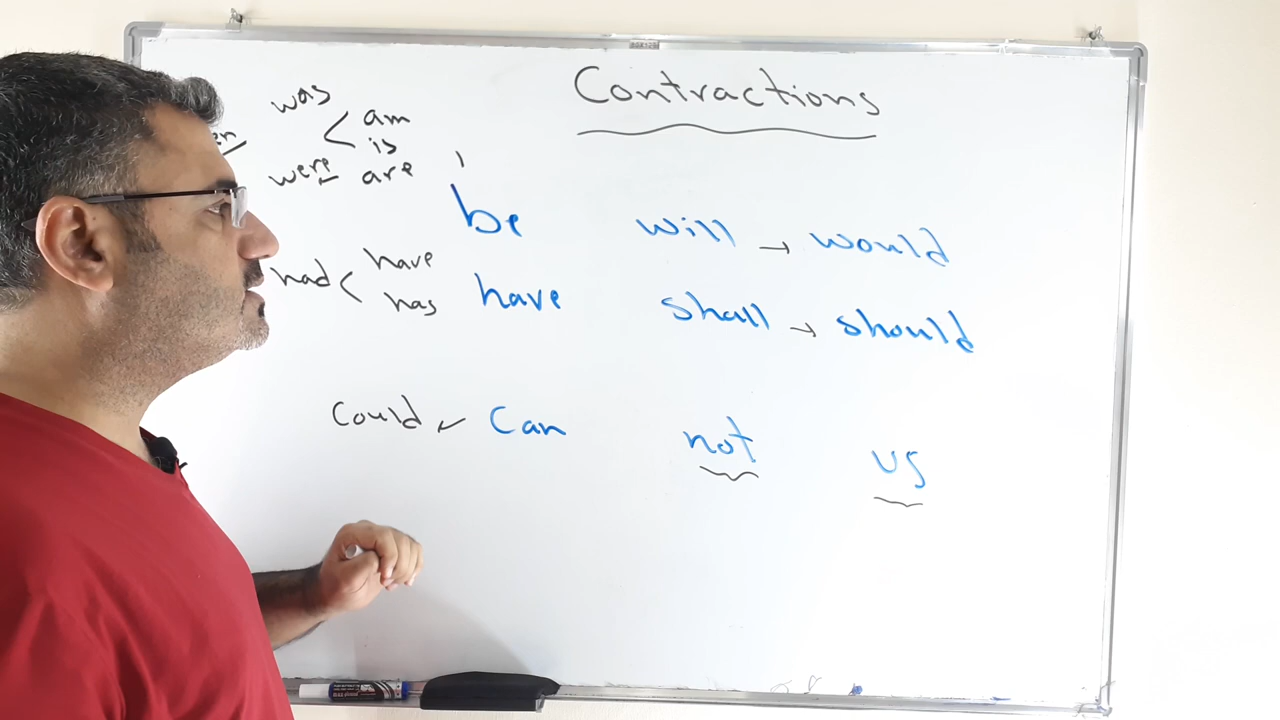 Contractions
was am
is
were are
be will → would
had have
has have shall → should
Could Can not us